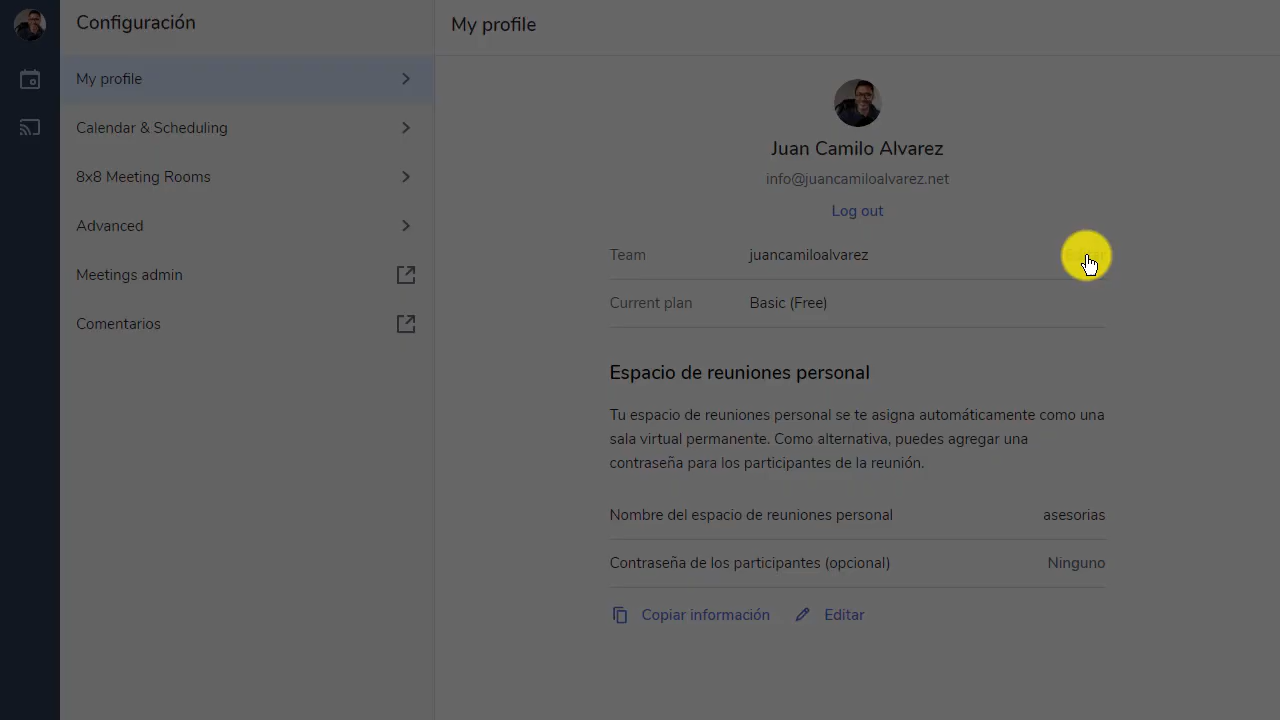 Configuración
My profile
Calendar & Scheduling
8x8 Meeting Rooms
Advanced
Meetings admin
Comentarios
My profile
Juan Camilo Alvarez
info@juancamiloalvarez.net
Log out
Team juancamiloalvarez
Current plan Basic (Free)
Espacio de reuniones personal
Tu espacio de reuniones personal se te asigna automáticamente como una
sala virtual permanente. Como alternativa, puedes agregar una
contraseña para los participantes de la reunión.
Nombre del espacio de reuniones personal asesorias
Contraseña de los participantes (opcional) Ninguno
Copiar información Editar